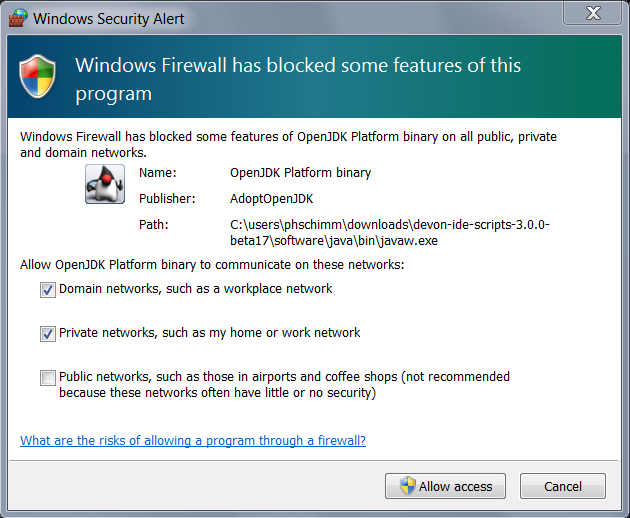 Windows Security Alert
Windows Firewall has blocked some features of this
program
Windows Firewall has blocked some features of OpenJDK Platform binary on all public, private
and domain networks.
Name: OpenJDK Platform binary
Publisher: AdoptOpenJDK
Path: C:\users\phschimm\downloads\devon-ide-scripts-3.0.0-
beta17\software\java\bin\javaw.exe
Allow OpenJDK Platform binary to communicate on these networks:
Domain networks, such as a workplace network
Private networks, such as my home or work network
Public networks, such as those in airports and coffee shops (not recommended
because these networks often have little or no security)
What are the risks of allowing a program through a firewall?
Allow access Cancel